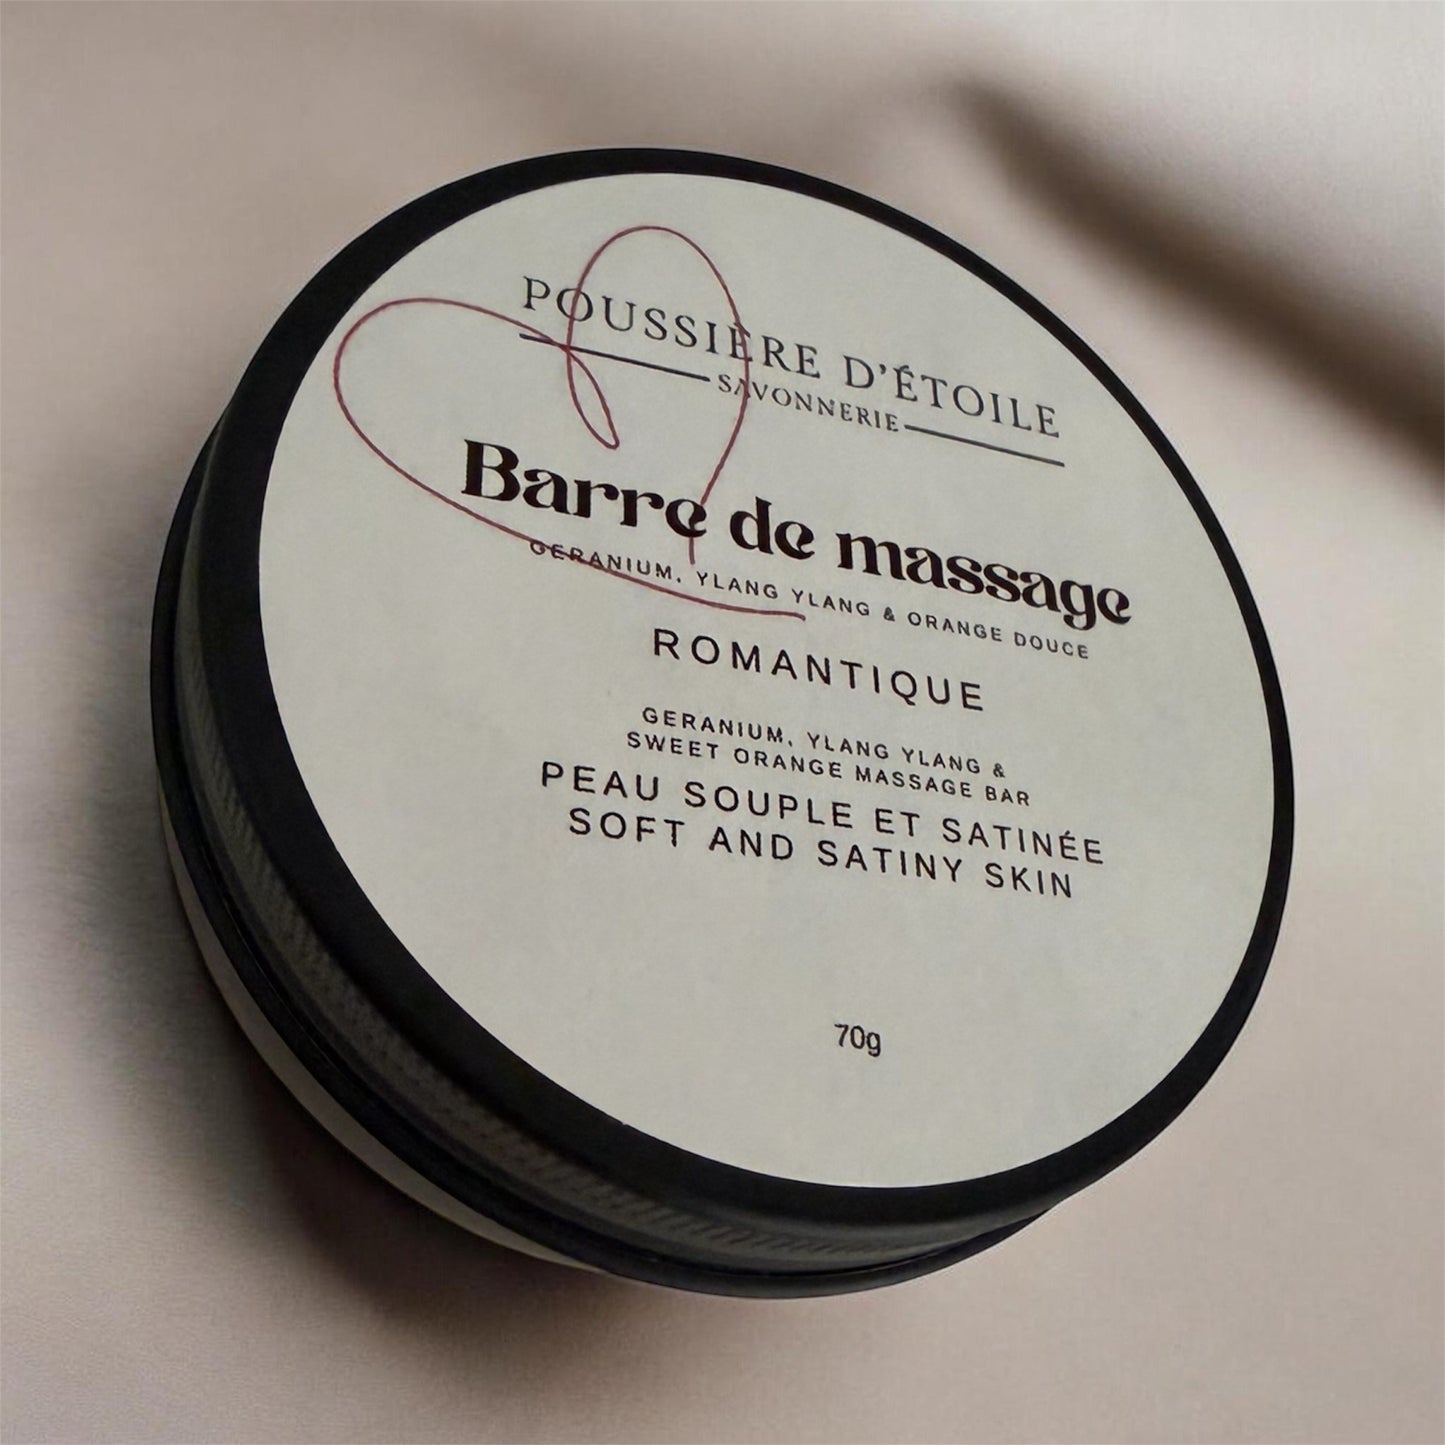 POUSSIÈRE D'ÉTOILE
SAVONNERIE
Barre de massage
GERANIUM, YLANG YLANG & ORANGE DOUCE
ROMANTIQUE
GERANIUM, YLANG YLANG &
SWEET ORANGE MASSAGE BAR
PEAU SOUPLE ET SATINÉE
SOFT AND SATINY SKIN
70g